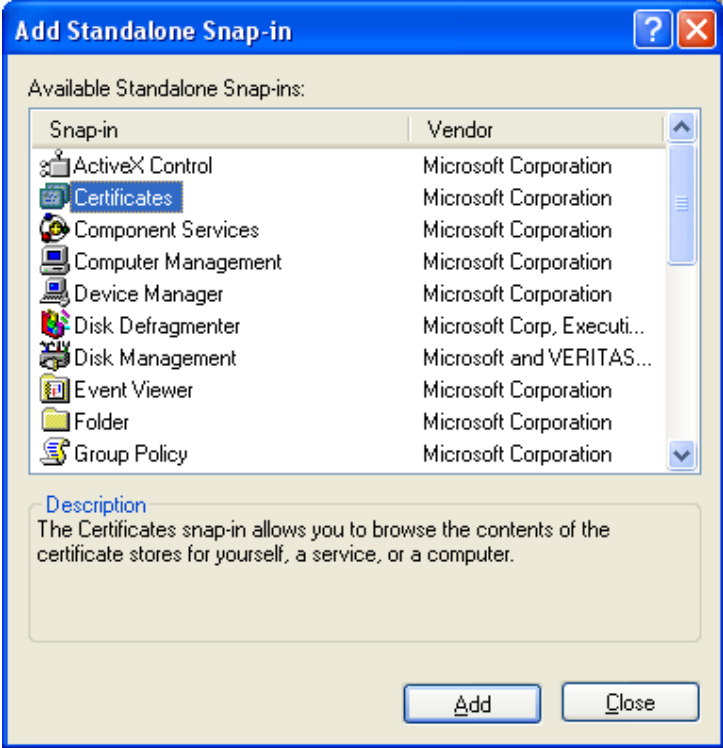 Add Standalone Snap-in
Available Standalone Snap-ins:
Snap-in Vendor
ActiveX Control Microsoft Corporation
Certificates Microsoft Corporation
Component Services Microsoft Corporation
Computer Management Microsoft Corporation
Device Manager Microsoft Corporation
Disk Defragmenter Microsoft Corp, Executi...
Disk Management Microsoft and VERITAS...
Event Viewer Microsoft Corporation
Folder Microsoft Corporation
Group Policy Microsoft Corporation
Description
The Certificates snap-in allows you to browse the contents of the
certificate stores for yourself, a service, or a computer.
Add Close